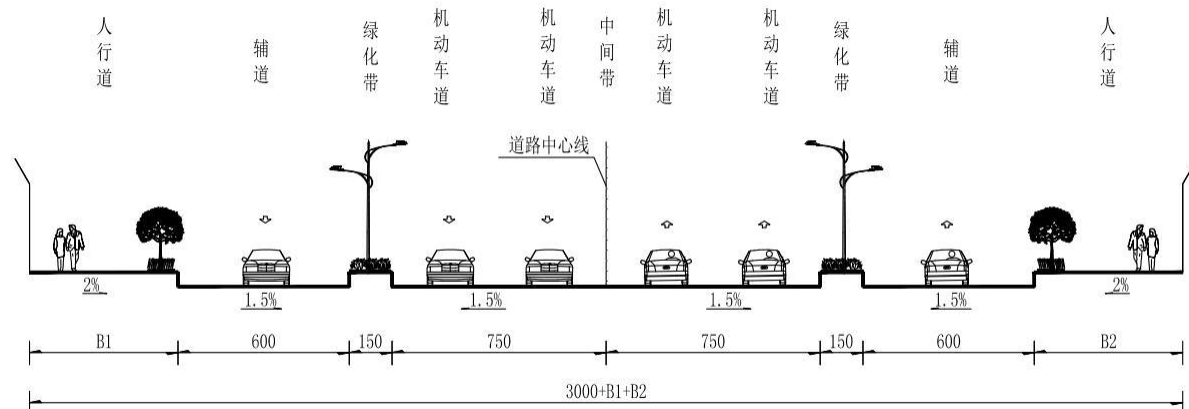 人行道
辅道
绿化带
机动车道
机动车道
中间带
机动车道
机动车道
绿化带
辅道
人行道
道路中心线
2%
1.5%
1.5%
1.5%
1.5%
2%
B1
600
150
750
750
150
600
B2
3000+B1+B2